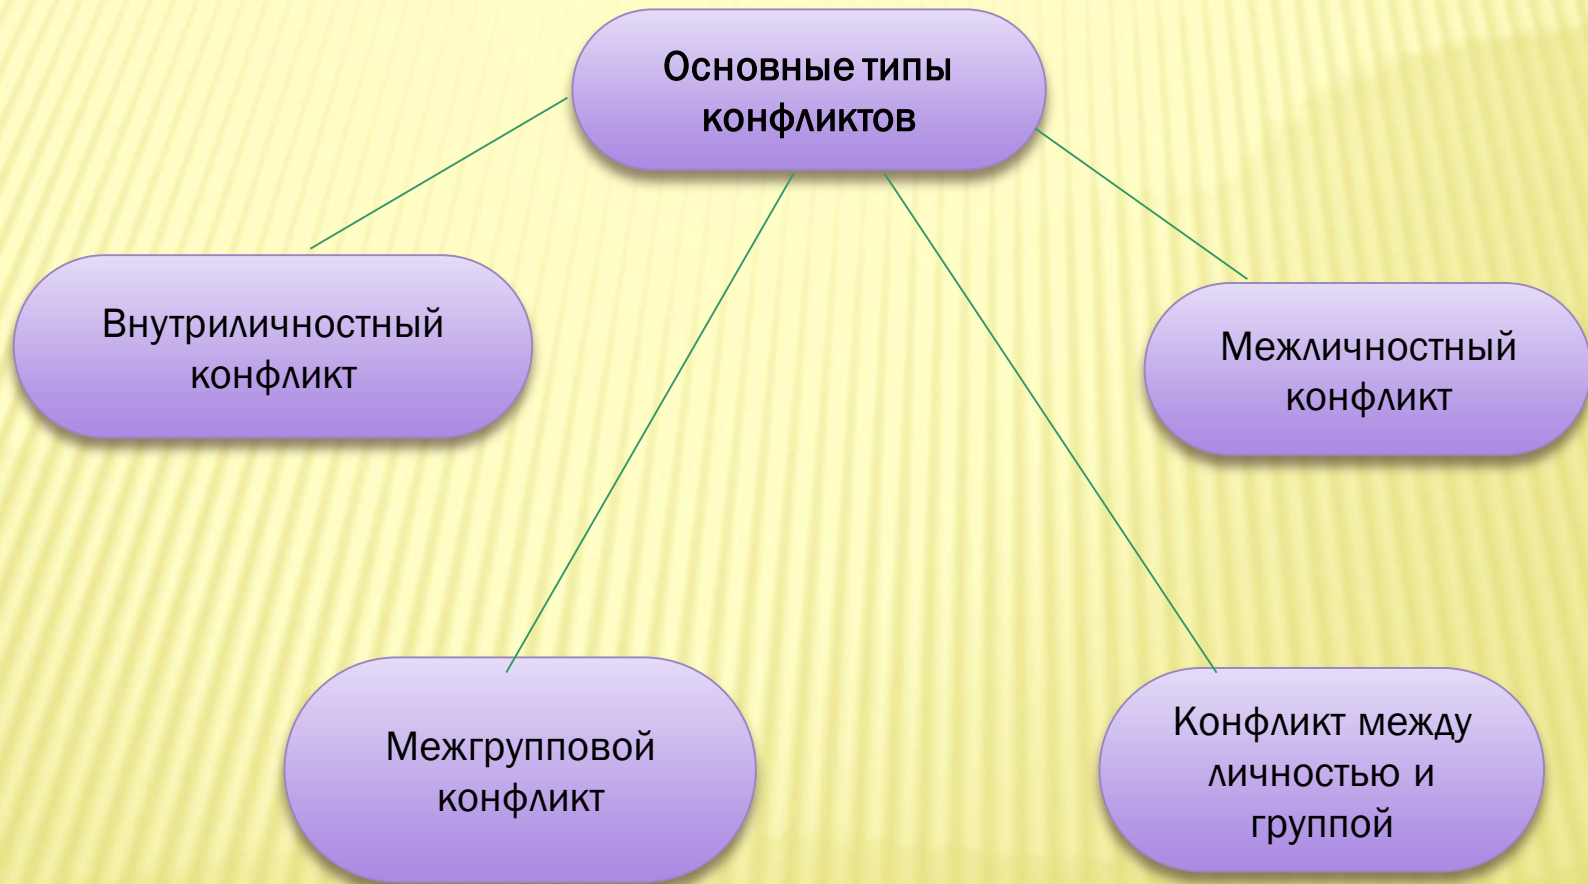 Основные типы
конфликтов
Внутриличностный
конфликт
Межличностный
конфликт
Межгрупповой
конфликт
Конфликт между
личностью и
группой